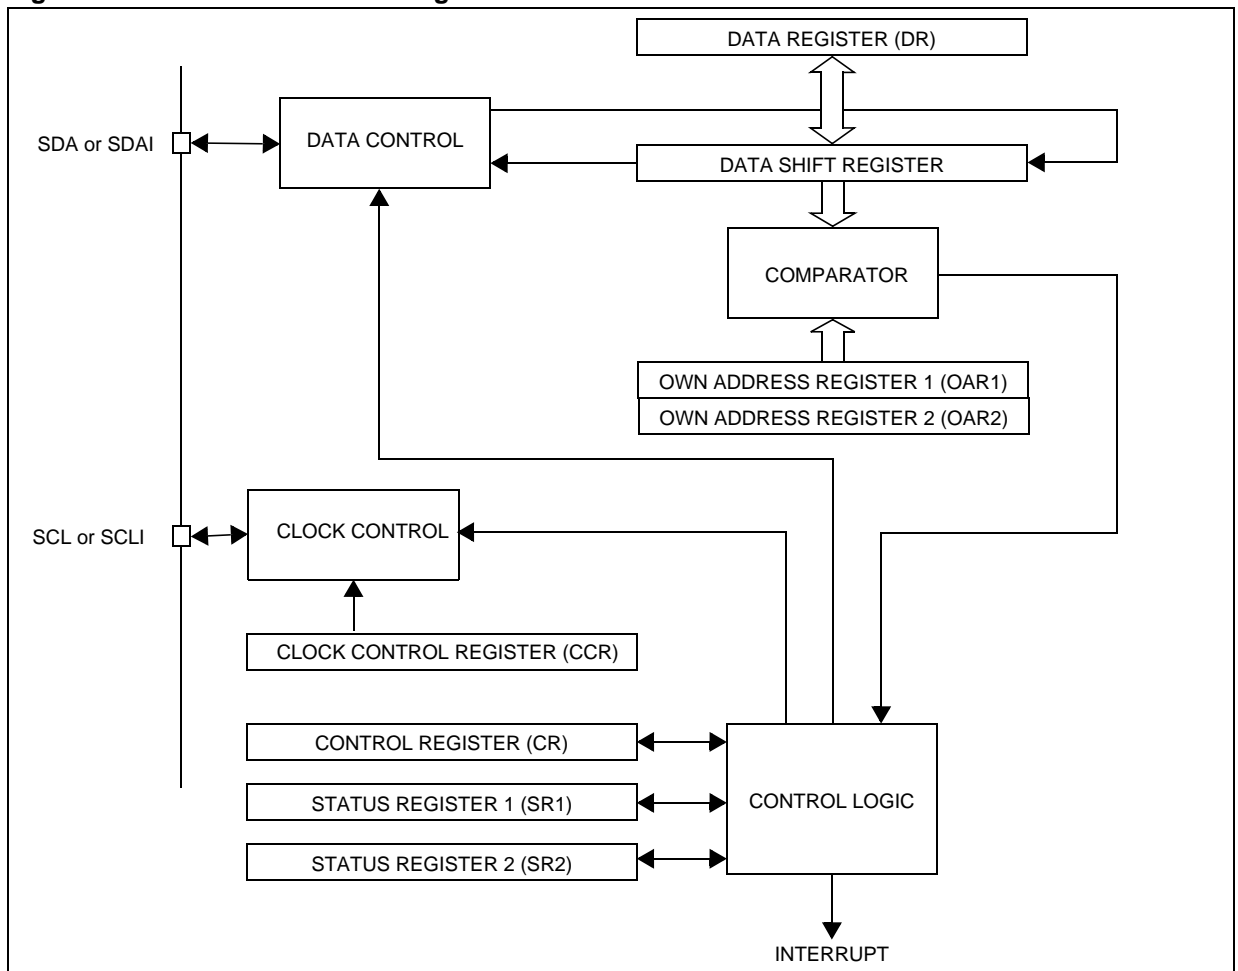 DATA REGISTER (DR)
SDA or SDAI
DATA CONTROL
DATA SHIFT REGISTER
COMPARATOR
OWN ADDRESS REGISTER 1 (OAR1)
OWN ADDRESS REGISTER 2 (OAR2)
SCL or SCLI
CLOCK CONTROL
CLOCK CONTROL REGISTER (CCR)
CONTROL REGISTER (CR)
STATUS REGISTER 1 (SR1)
CONTROL LOGIC
STATUS REGISTER 2 (SR2)
INTERRUPT